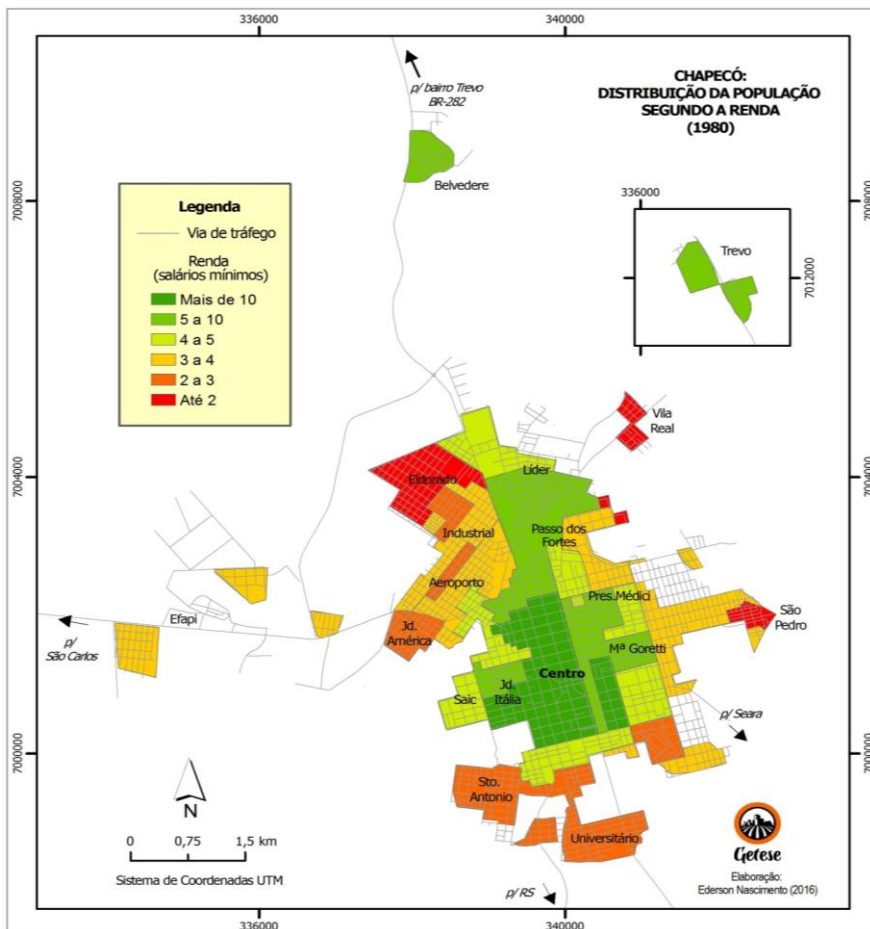 336000
340000
CHAPECÓ:
DISTRIBUIÇÃO DA POPULAÇÃO
SEGUNDO A RENDA
(1980)
p/ bairro Trevo
BR-282
Belvedere
7008000
7008000
336000
Trevo
7012000
Legenda
Via de tráfego
Renda
(salários mínimos)
Mais de 10
5 a 10
4 a 5
3 a 4
2 a 3
Até 2
Vila
Real
7004000
7004000
Eldorado
Líder
Industrial
Passo dos
Fortes
Aeroporto
Pres.Médici
Efapi
São
Pedro
p/
São Carlos
Jd.
América
Mª Goretti
Centro
Saic
Jd.
Itália
p/ Seara
7000000
7000000
Sto.
Antonio
Universitário
N
0 0,75 1,5 km
Sistema de Coordenadas UTM
p/ RS
Getese
Elaboração:
Ederson Nascimento (2016)
336000
340000